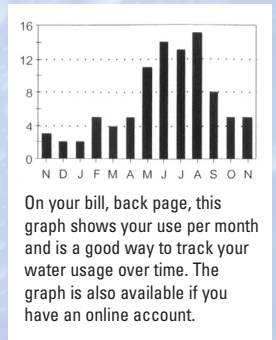 16
12
8
4
0
N D J F M A M J J A S O N
On your bill, back page, this
graph shows your use per month
and is a good way to track your
water usage over time. The
graph is also available if you
have an online account.